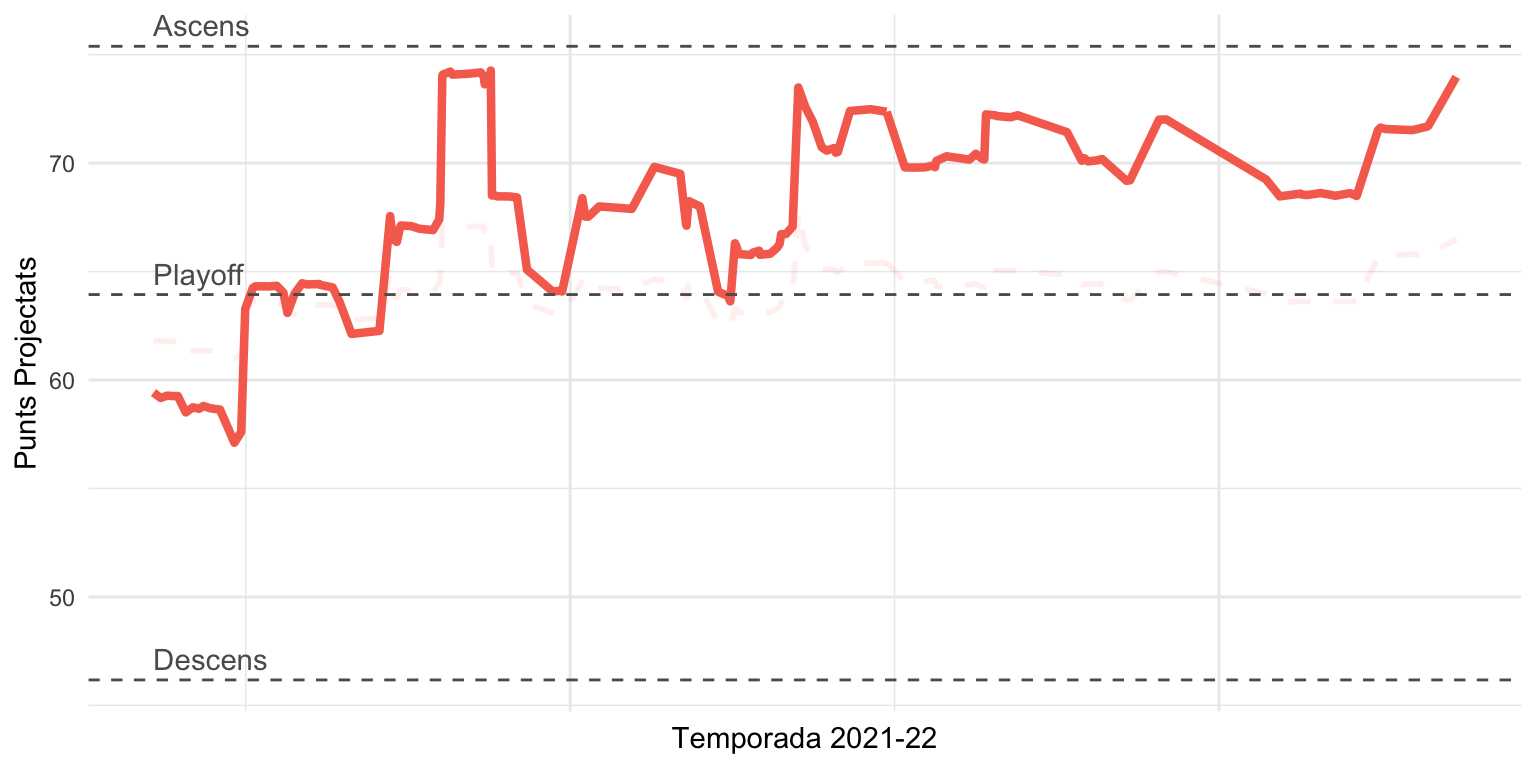 Ascens
70
Playoff
60
50
Descens
Punts Projectats
Temporada 2021-22